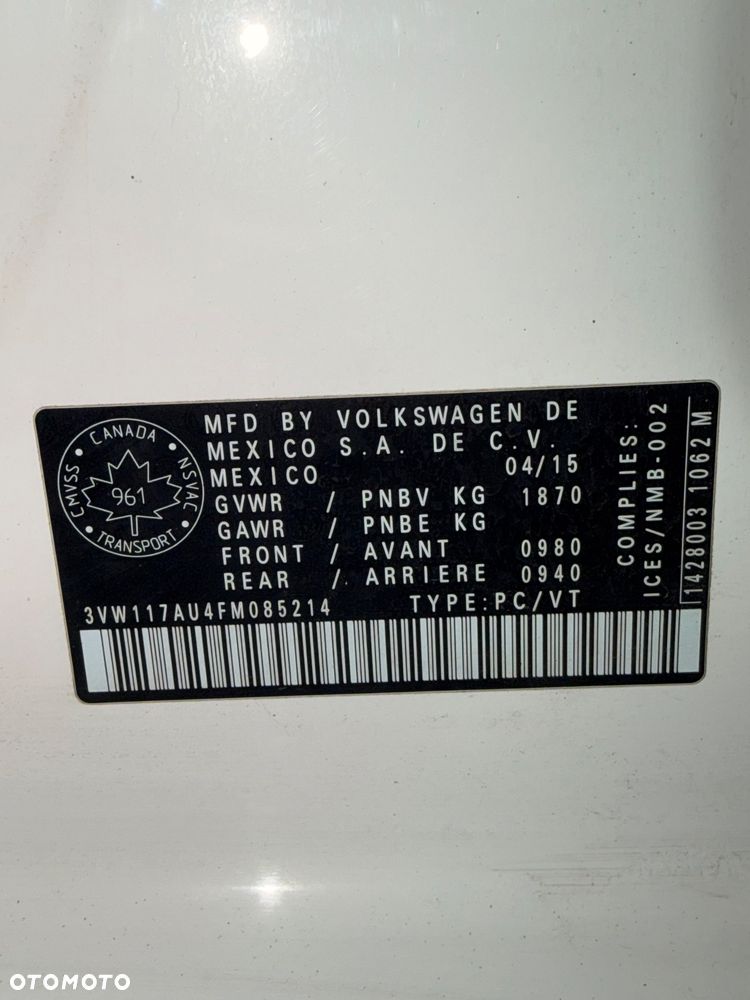 MFD BY VOLKSWAGEN DE
MEXICO S.A. DE C.V.
MEXICO 04/15
GVWR / PNBV KG 1870
GAWR / PNBE KG
FRONT / AVANT 0980
REAR / ARRIERE 0940
3VW117AU4FM085214 TYPE:PC/VT
CANADA
CMVSS · NSVAC
961
TRANSPORT
COMPLIES:
ICES/NMB-002
1428003 1062 M
OTOMOTO